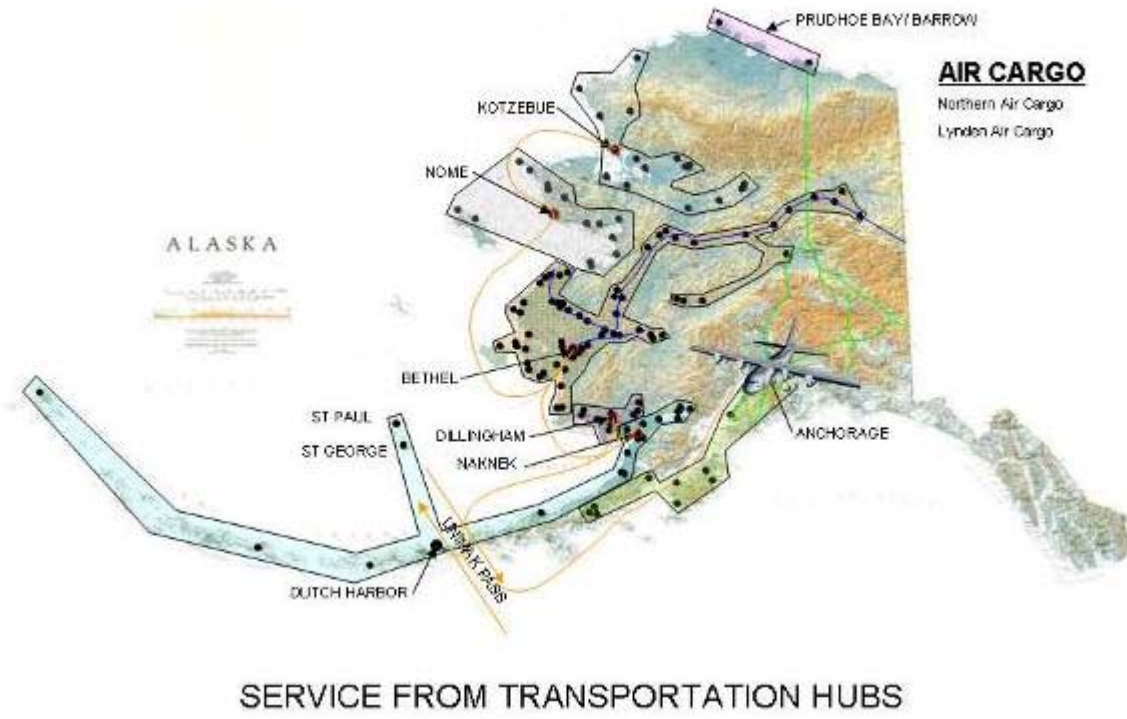 PRUDHOE BAY/BARROW
AIR CARGO
Northern Air Cargo
Lynden Air Cargo
KOTZEBUE
NOME
ALASKA
BETHEL
ST PAUL
ST GEORGE
DILLINGHAM
NAKNEK
ANCHORAGE
UNIMAK PASS
DUTCH HARBOR
SERVICE FROM TRANSPORTATION HUBS